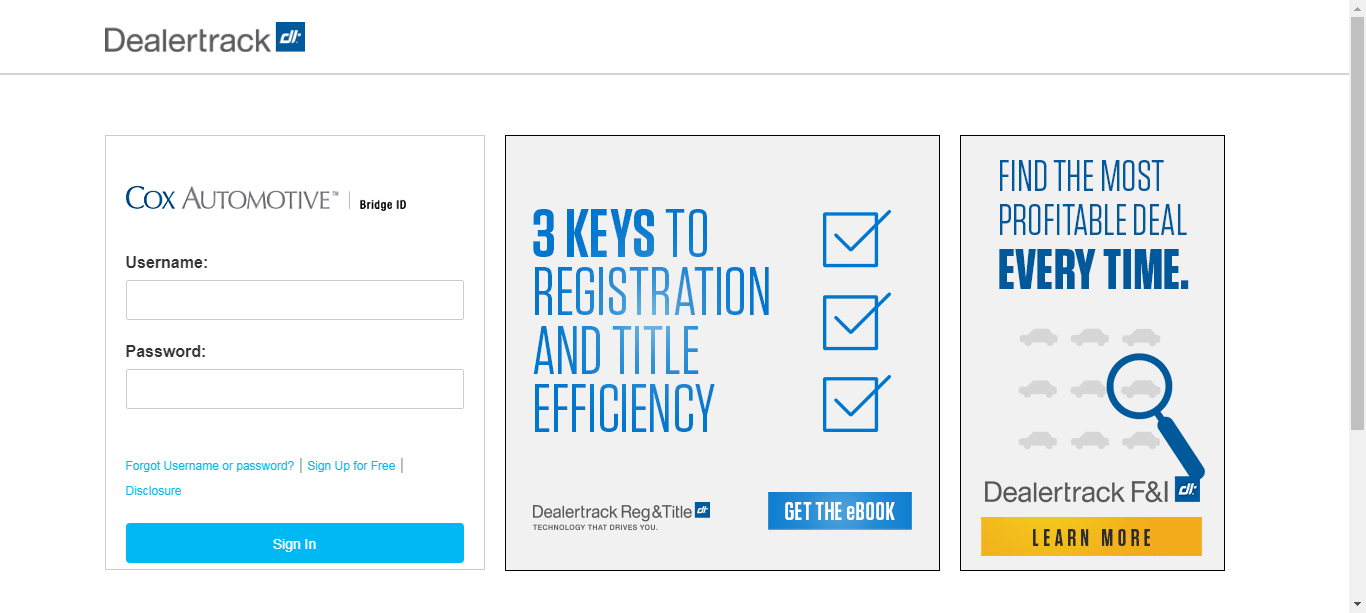 Dealertrack dt.
COX AUTOMOTIVE™ | Bridge ID
Username:
Password:
Forgot Username or password? | Sign Up for Free |
Disclosure
Sign In
3 KEYS TO
REGISTRATION
AND TITLE
EFFICIENCY
Dealertrack Reg&Title dt.
TECHNOLOGY THAT DRIVES YOU.
GET THE eBOOK
FIND THE MOST
PROFITABLE DEAL
EVERY TIME.
Dealertrack F&I dt.
LEARN MORE